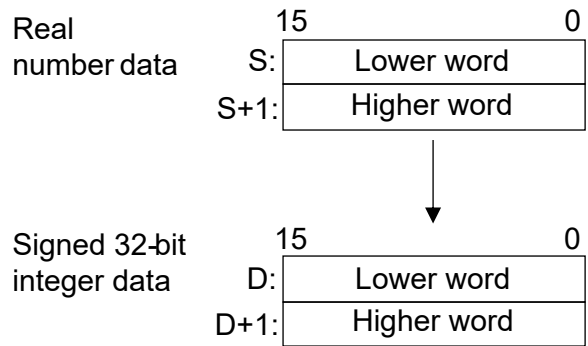 Real
number data
15 0
S: Lower word
S+1: Higher word
Signed 32-bit
integer data
15 0
D: Lower word
D+1: Higher word